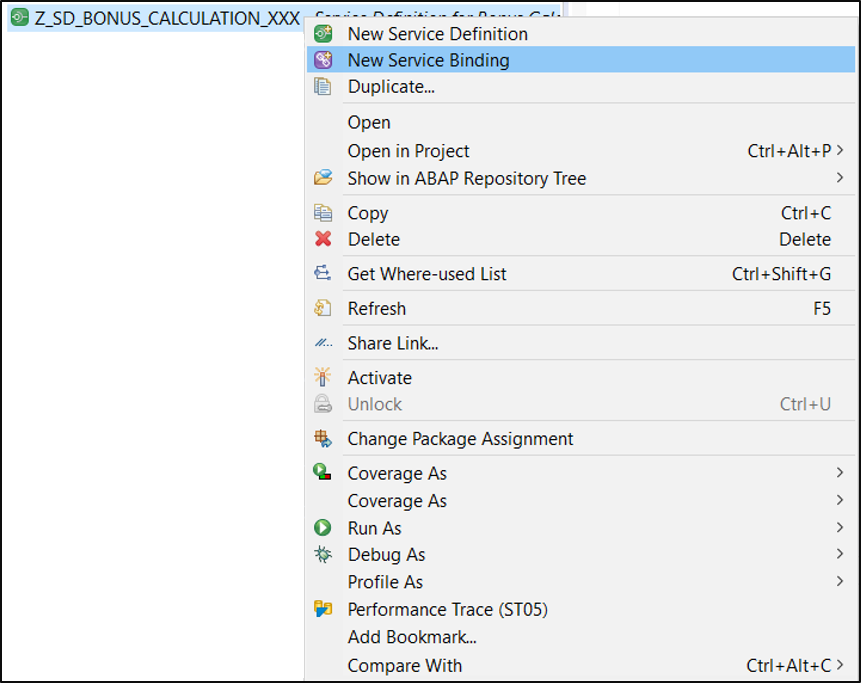 Z_SD_BONUS_CALCULATION_XXX - Service Definition for Bonus
New Service Definition
New Service Binding
Duplicate...
Open
Open in Project Ctrl+Alt+P >
Show in ABAP Repository Tree >
Copy Ctrl+C
Delete Delete
Get Where-used List Ctrl+Shift+G
Refresh F5
Share Link...
Activate
Unlock Ctrl+U
Change Package Assignment
Coverage As >
Coverage As >
Run As >
Debug As >
Profile As >
Performance Trace (ST05)
Add Bookmark...
Compare With Ctrl+Alt+C >